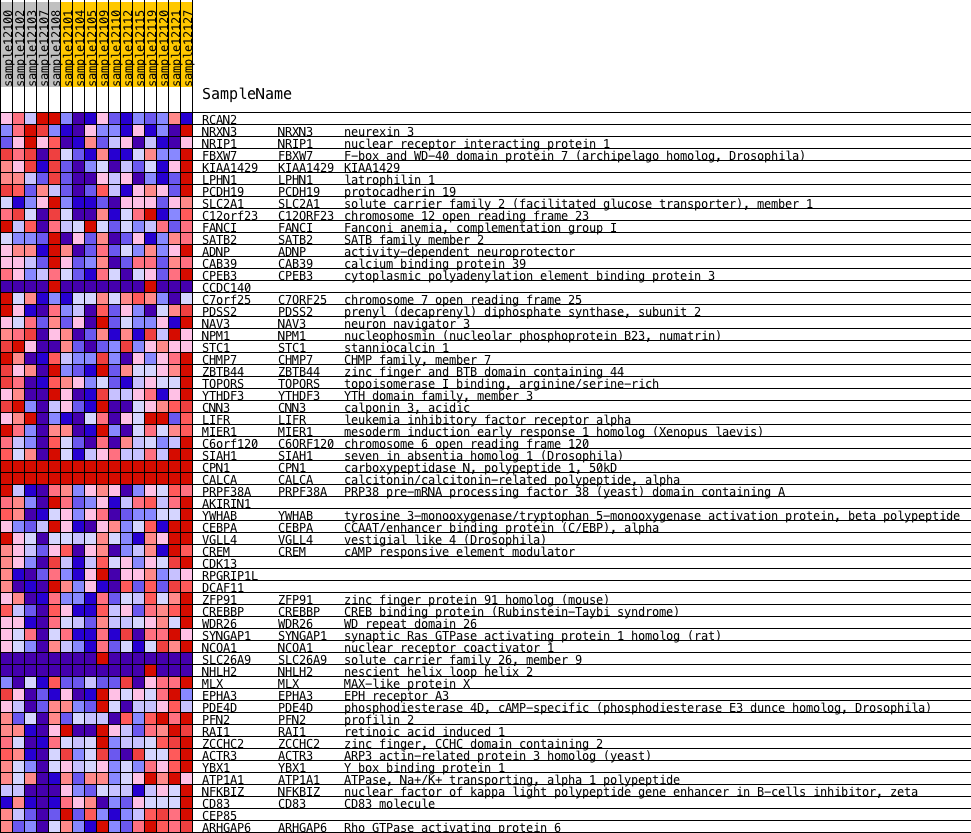 sample12100
sample12102
sample12103
sample12107
sample12108
sample12101
sample12104
sample12105
sample12109
sample12110
sample12112
sample12115
sample12119
sample12120
sample12121
sample12127
SampleName
RCAN2
NRXN3 NRXN3 neurexin 3
NRIP1 NRIP1 nuclear receptor interacting protein 1
FBXW7 FBXW7 F-box and WD-40 domain protein 7 (archipelago homolog, Drosophila)
KIAA1429 KIAA1429 KIAA1429
LPHN1 LPHN1 latrophilin 1
PCDH19 PCDH19 protocadherin 19
SLC2A1 SLC2A1 solute carrier family 2 (facilitated glucose transporter), member 1
C12orf23 C12ORF23 chromosome 12 open reading frame 23
FANCI FANCI Fanconi anemia, complementation group I
SATB2 SATB2 SATB family member 2
ADNP ADNP activity-dependent neuroprotector
CAB39 CAB39 calcium binding protein 39
CPEB3 CPEB3 cytoplasmic polyadenylation element binding protein 3
CCDC140
C7orf25 C7ORF25 chromosome 7 open reading frame 25
PDSS2 PDSS2 prenyl (decaprenyl) diphosphate synthase, subunit 2
NAV3 NAV3 neuron navigator 3
NPM1 NPM1 nucleophosmin (nucleolar phosphoprotein B23, numatrin)
STC1 STC1 stanniocalcin 1
CHMP7 CHMP7 CHMP family, member 7
ZBTB44 ZBTB44 zinc finger and BTB domain containing 44
TOPORS TOPORS topoisomerase I binding, arginine/serine-rich
YTHDF3 YTHDF3 YTH domain family, member 3
CNN3 CNN3 calponin 3, acidic
LIFR LIFR leukemia inhibitory factor receptor alpha
MIER1 MIER1 mesoderm induction early response 1 homolog (Xenopus laevis)
C6orf120 C6ORF120 chromosome 6 open reading frame 120
SIAH1 SIAH1 seven in absentia homolog 1 (Drosophila)
CPN1 CPN1 carboxypeptidase N, polypeptide 1, 50kD
CALCA CALCA calcitonin/calcitonin-related polypeptide, alpha
PRPF38A PRPF38A PRP38 pre-mRNA processing factor 38 (yeast) domain containing A
AKIRIN1
YWHAB YWHAB tyrosine 3-monooxygenase/tryptophan 5-monooxygenase activation protein, beta polypeptide
CEBPA CEBPA CCAAT/enhancer binding protein (C/EBP), alpha
VGLL4 VGLL4 vestigial like 4 (Drosophila)
CREM CREM cAMP responsive element modulator
CDK13
RPGRIP1L
DCAF11
ZFP91 ZFP91 zinc finger protein 91 homolog (mouse)
CREBBP CREBBP CREB binding protein (Rubinstein-Taybi syndrome)
WDR26 WDR26 WD repeat domain 26
SYNGAP1 SYNGAP1 synaptic Ras GTPase activating protein 1 homolog (rat)
NCOA1 NCOA1 nuclear receptor coactivator 1
SLC26A9 SLC26A9 solute carrier family 26, member 9
NHLH2 NHLH2 nescient helix loop helix 2
MLX MLX MAX-like protein X
EPHA3 EPHA3 EPH receptor A3
PDE4D PDE4D phosphodiesterase 4D, cAMP-specific (phosphodiesterase E3 dunce homolog, Drosophila)
PFN2 PFN2 profilin 2
RAI1 RAI1 retinoic acid induced 1
ZCCHC2 ZCCHC2 zinc finger, CCHC domain containing 2
ACTR3 ACTR3 ARP3 actin-related protein 3 homolog (yeast)
YBX1 YBX1 Y box binding protein 1
ATP1A1 ATP1A1 ATPase, Na+/K+ transporting, alpha 1 polypeptide
NFKBIZ NFKBIZ nuclear factor of kappa light polypeptide gene enhancer in B-cells inhibitor, zeta
CD83 CD83 CD83 molecule
CEP85
ARHGAP6 ARHGAP6 Rho GTPase activating protein 6